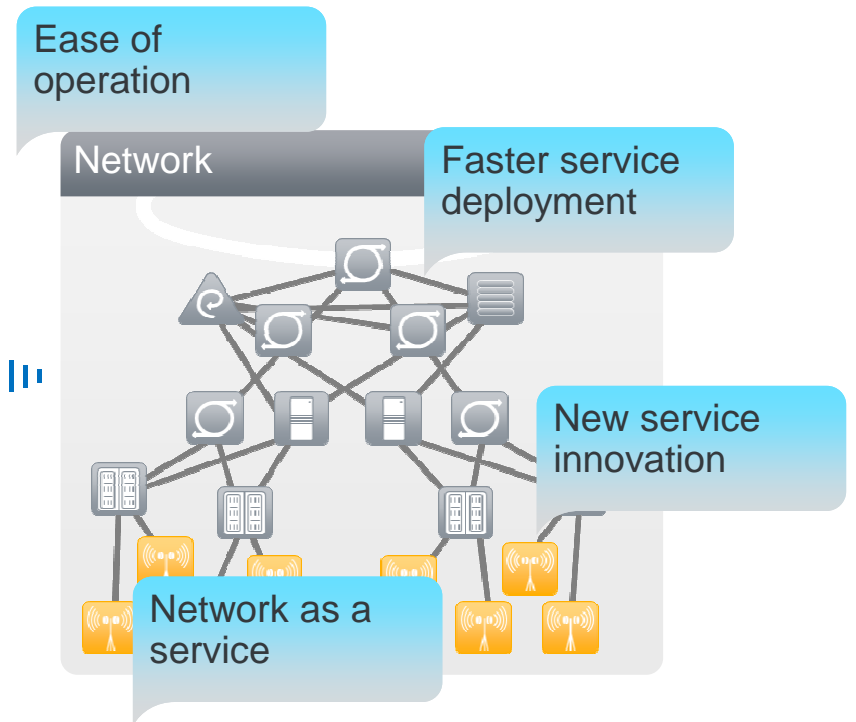 Ease of
operation
Network
Faster service
deployment
New service
innovation
Network as a
service